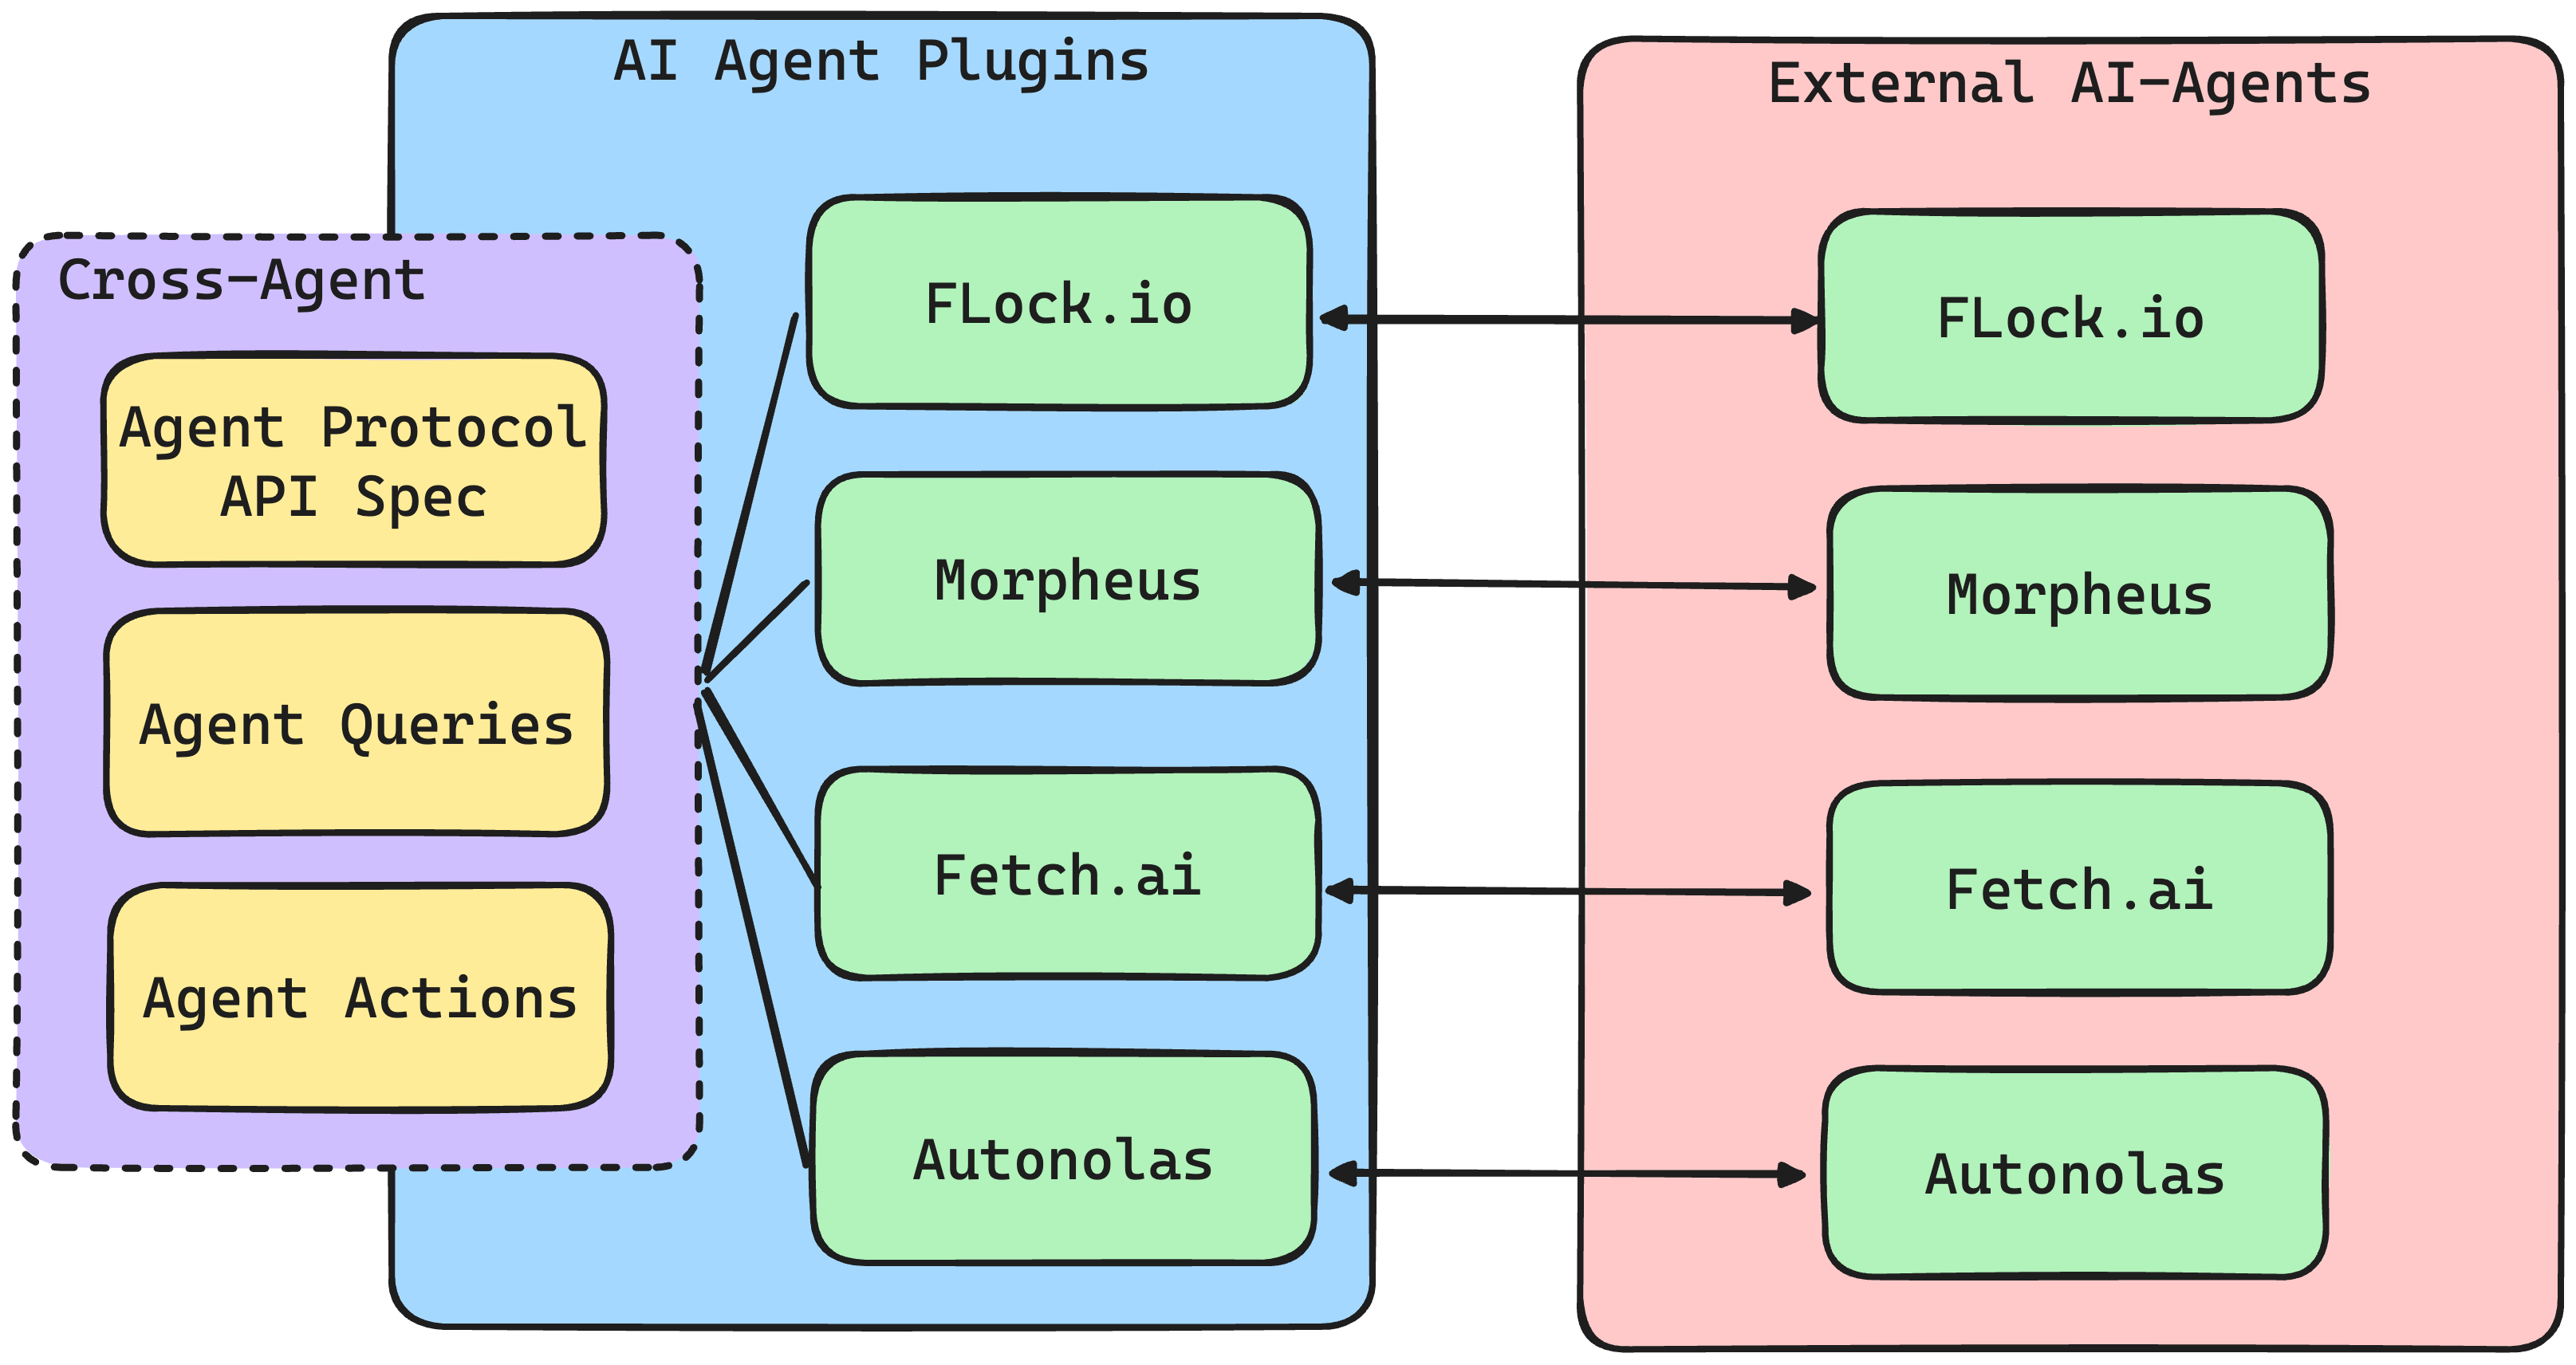 AI Agent Plugins
External AI-Agents
Cross-Agent
Agent Protocol
API Spec
Agent Queries
Agent Actions
FLock.io
Morpheus
Fetch.ai
Autonolas
FLock.io
Morpheus
Fetch.ai
Autonolas